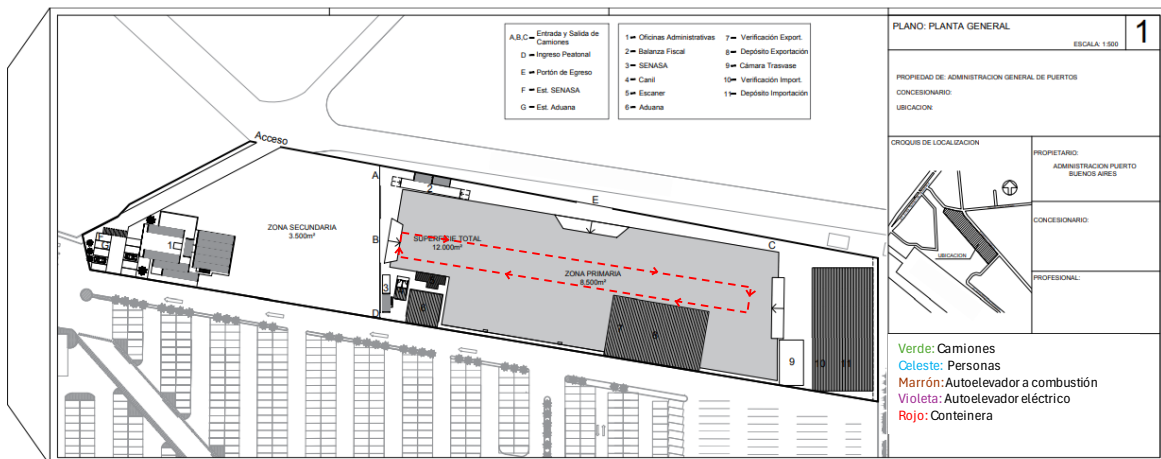 A,B,C Entrada y Salida de
Camiones
D Ingreso Peatonal
E Portón de Egreso
F Est. SENASA
G Est. Aduana
1 Oficinas Administrativas
2 Balanza Fiscal
3 SENASA
4 Canil
5 Escaner
6 Aduana
7 Verificación Export.
8 Depósito Exportación
9 Cámara Trasvase
10 Verificación Import.
11 Depósito Importación
PLANO: PLANTA GENERAL
ESCALA: 1:500
1
PROPIEDAD DE: ADMINISTRACION GENERAL DE PUERTOS
CONCESIONARIO:
UBICACION:
CROQUIS DE LOCALIZACION
UBICACION
PROPIETARIO:
ADMINISTRACION PUERTO
BUENOS AIRES
CONCESIONARIO:
PROFESIONAL:
Verde: Camiones
Celeste: Personas
Marrón: Autoelevador a combustión
Violeta: Autoelevador eléctrico
Rojo: Conteinera
Acceso
A
2
E
ZONA SECUNDARIA
3.500m²
B
SUPERFICIE TOTAL
12.000m²
C
F
G
1
ZONA PRIMARIA
8.500m²
3
4
5
6
D
7
8
9
10
11